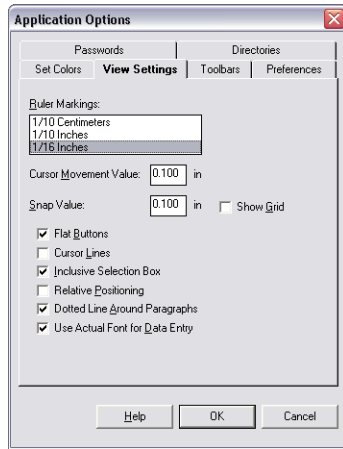 Application Options
Passwords Directories
Set Colors View Settings Toolbars Preferences
Ruler Markings:
1/10 Centimeters
1/10 Inches
1/16 Inches
Cursor Movement Value: 0.100 in
Snap Value: 0.100 in Show Grid
Flat Buttons
Cursor Lines
Inclusive Selection Box
Relative Positioning
Dotted Line Around Paragraphs
Use Actual Font for Data Entry
Help OK Cancel